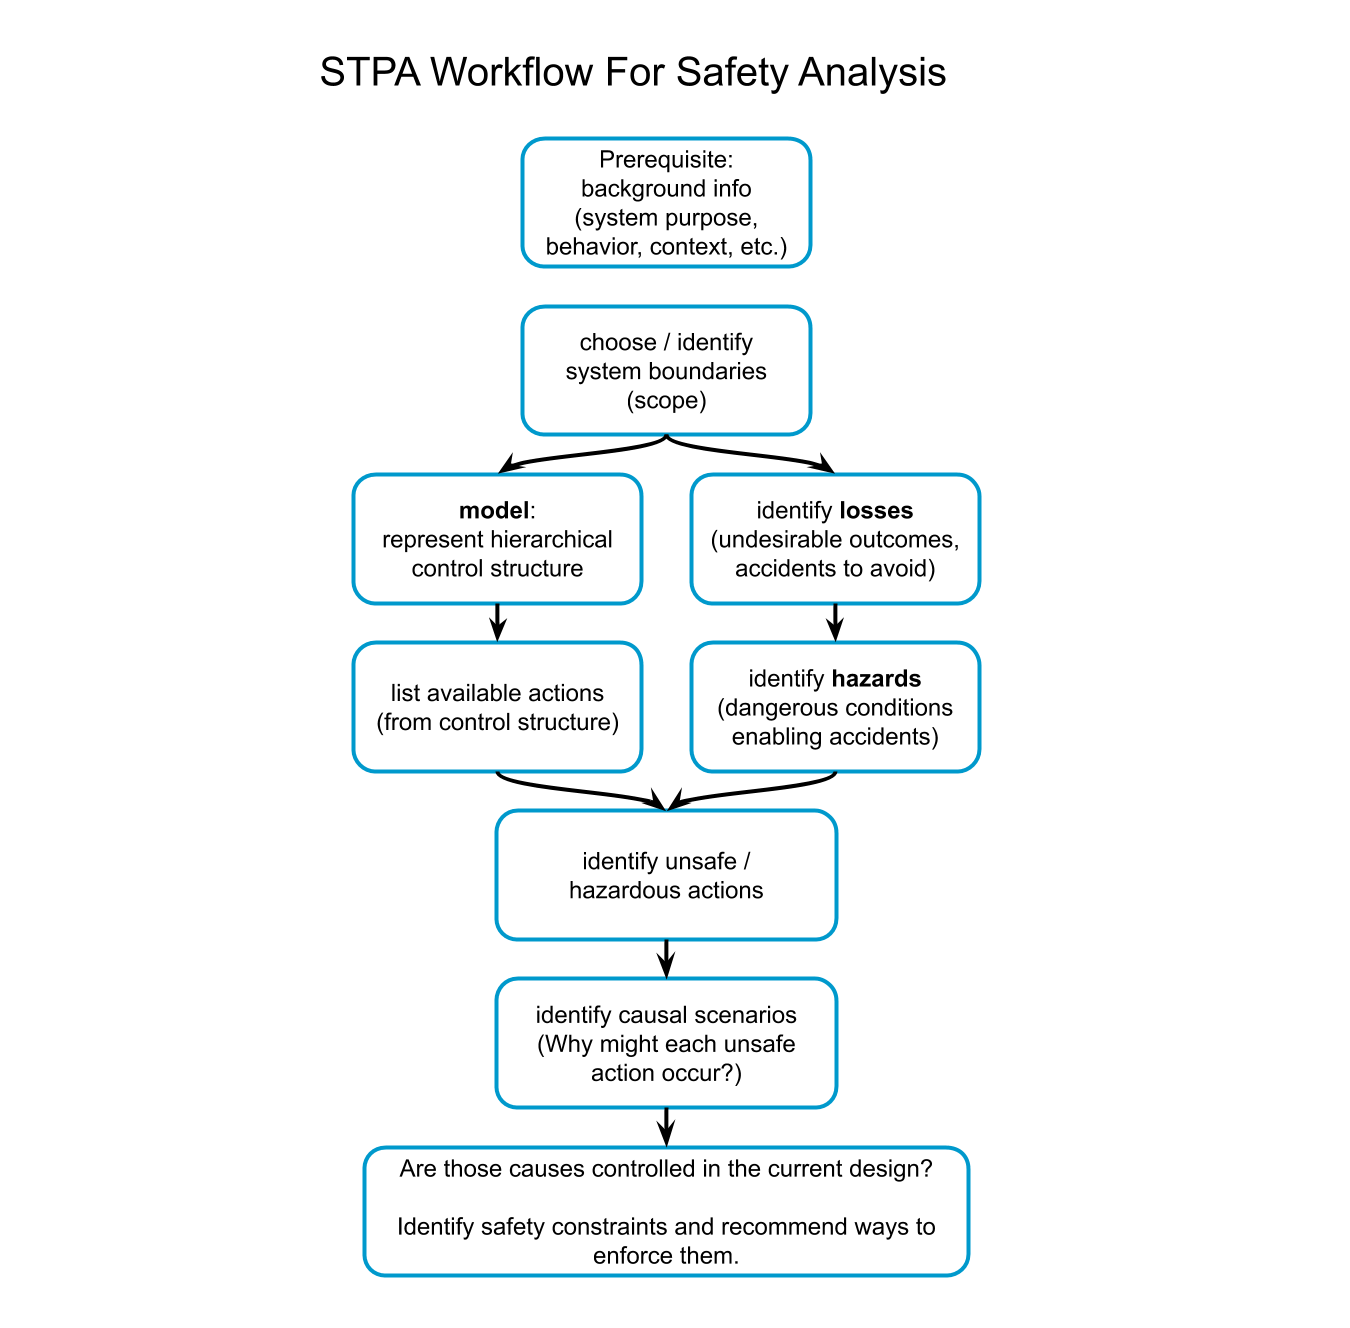 STPA Workflow For Safety Analysis
Prerequisite:
background info
(system purpose,
behavior, context, etc.)
choose / identify
system boundaries
(scope)
model:
represent hierarchical
control structure
identify losses
(undesirable outcomes,
accidents to avoid)
list available actions
(from control structure)
identify hazards
(dangerous conditions
enabling accidents)
identify unsafe /
hazardous actions
identify causal scenarios
(Why might each unsafe
action occur?)
Are those causes controlled in the current design?
Identify safety constraints and recommend ways to
enforce them.